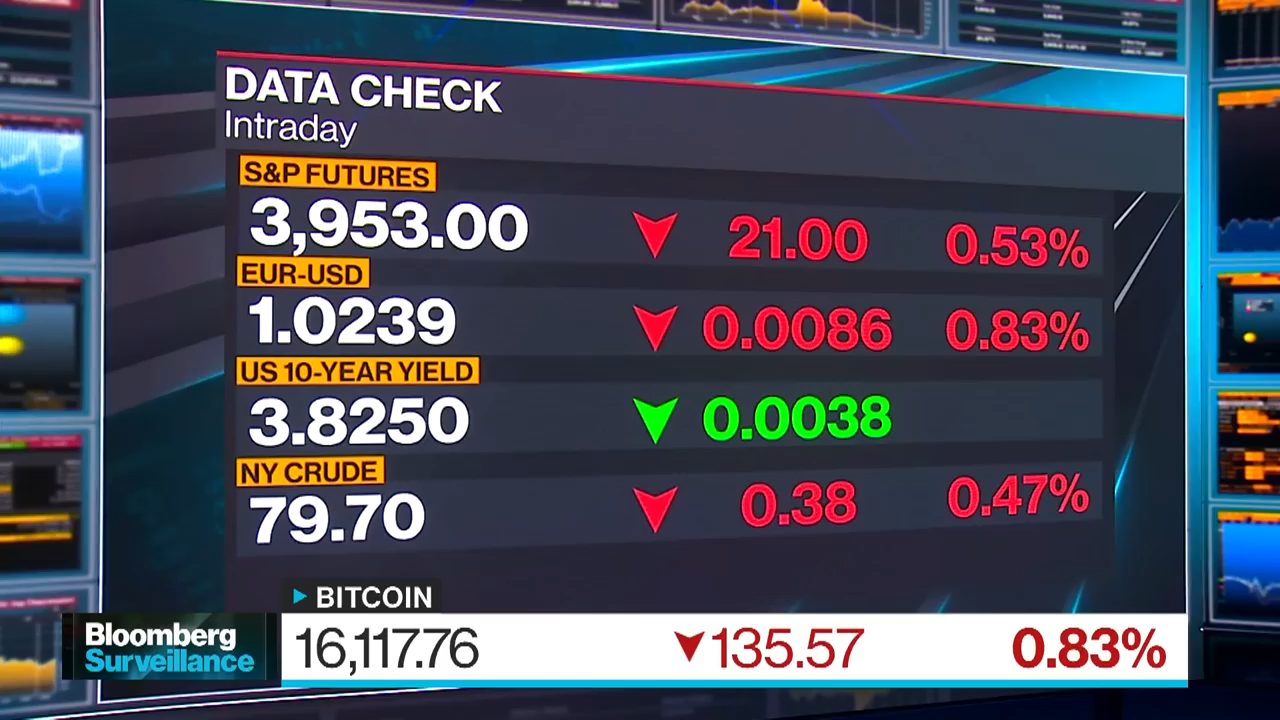 DATA CHECK
Intraday
S&P FUTURES
3,953.00 21.00 0.53%
EUR-USD
1.0239 0.0086 0.83%
US 10-YEAR YIELD
3.8250 0.0038
NY CRUDE
79.70 0.38 0.47%
BITCOIN
Bloomberg
Surveillance
16,117.76 135.57 0.83%